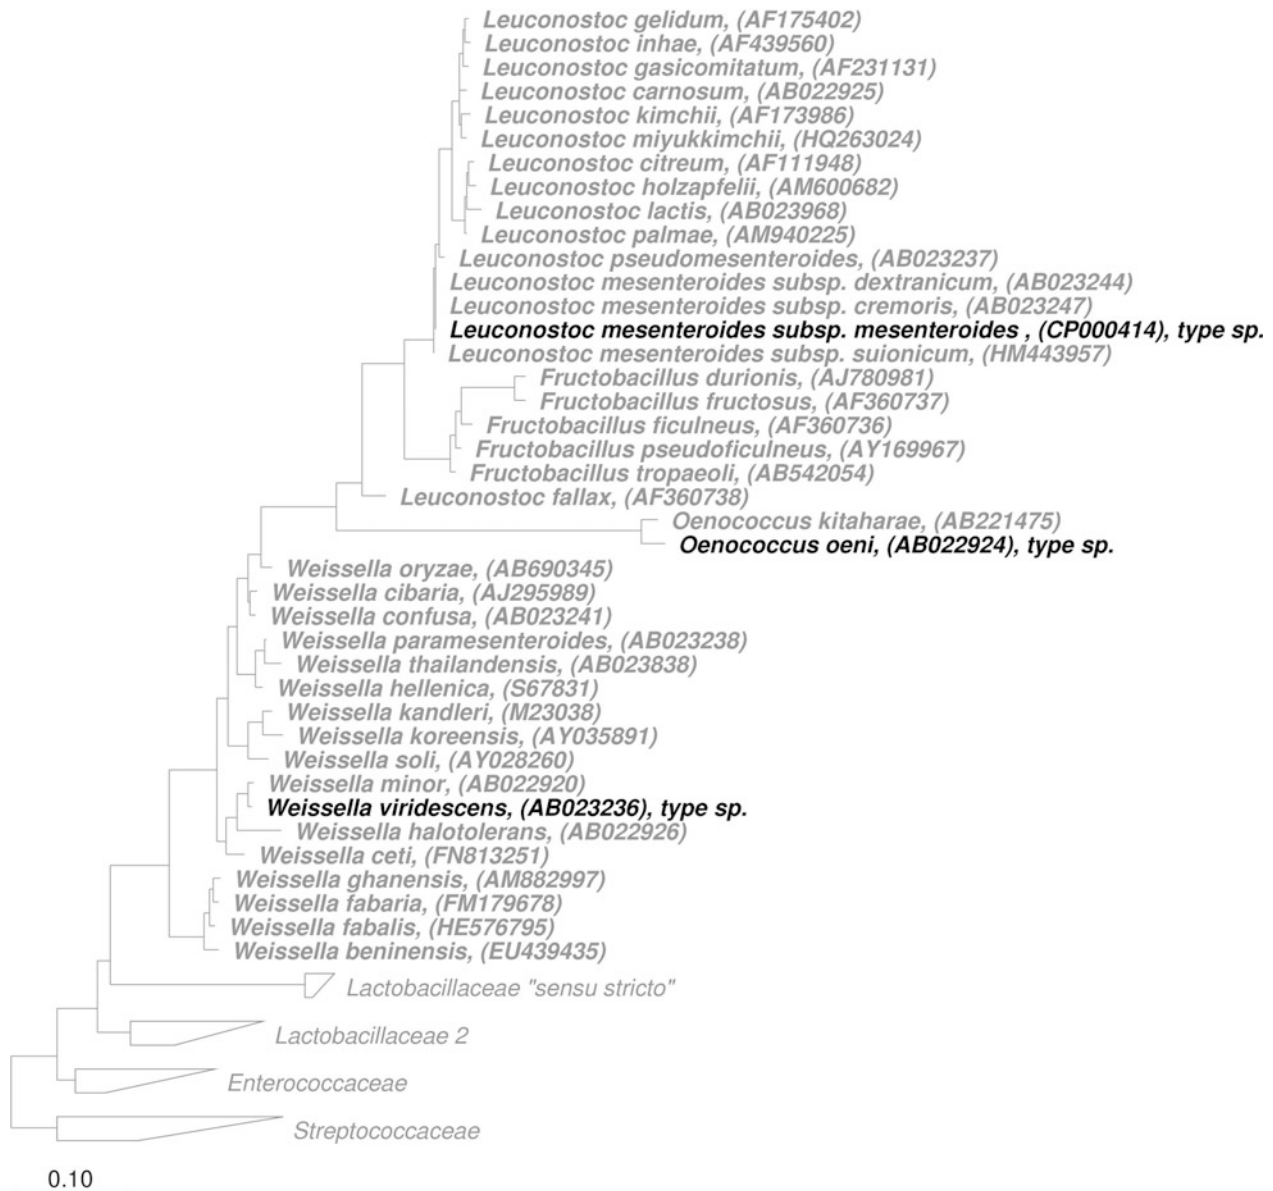 Leuconostoc gelidum, (AF175402)
Leuconostoc inhae, (AF439560)
Leuconostoc gasicomitatum, (AF231131)
Leuconostoc carnosum, (AB022925)
Leuconostoc kimchii, (AF173986)
Leuconostoc miyukkimchii, (HQ263024)
Leuconostoc citreum, (AF111948)
Leuconostoc holzapfelii, (AM600682)
Leuconostoc lactis, (AB023968)
Leuconostoc palmae, (AM940225)
Leuconostoc pseudomesenteroides, (AB023237)
Leuconostoc mesenteroides subsp. dextranicum, (AB023244)
Leuconostoc mesenteroides subsp. cremoris, (AB023247)
Leuconostoc mesenteroides subsp. mesenteroides , (CP000414), type sp.
Leuconostoc mesenteroides subsp. suionicum, (HM443957)
Fructobacillus durionis, (AJ780981)
Fructobacillus fructosus, (AF360737)
Fructobacillus ficulneus, (AF360736)
Fructobacillus pseudoficulneus, (AY169967)
Fructobacillus tropaeoli, (AB542054)
Leuconostoc fallax, (AF360738)
Oenococcus kitaharae, (AB221475)
Oenococcus oeni, (AB022924), type sp.
Weissella oryzae, (AB690345)
Weissella cibaria, (AJ295989)
Weissella confusa, (AB023241)
Weissella paramesenteroides, (AB023238)
Weissella thailandensis, (AB023838)
Weissella hellenica, (S67831)
Weissella kandleri, (M23038)
Weissella koreensis, (AY035891)
Weissella soli, (AY028260)
Weissella minor, (AB022920)
Weissella viridescens, (AB023236), type sp.
Weissella halotolerans, (AB022926)
Weissella ceti, (FN813251)
Weissella ghanensis, (AM882997)
Weissella fabaria, (FM179678)
Weissella fabalis, (HE576795)
Weissella beninensis, (EU439435)
Lactobacillaceae "sensu stricto"
Lactobacillaceae 2
Enterococcaceae
Streptococcaceae
0.10